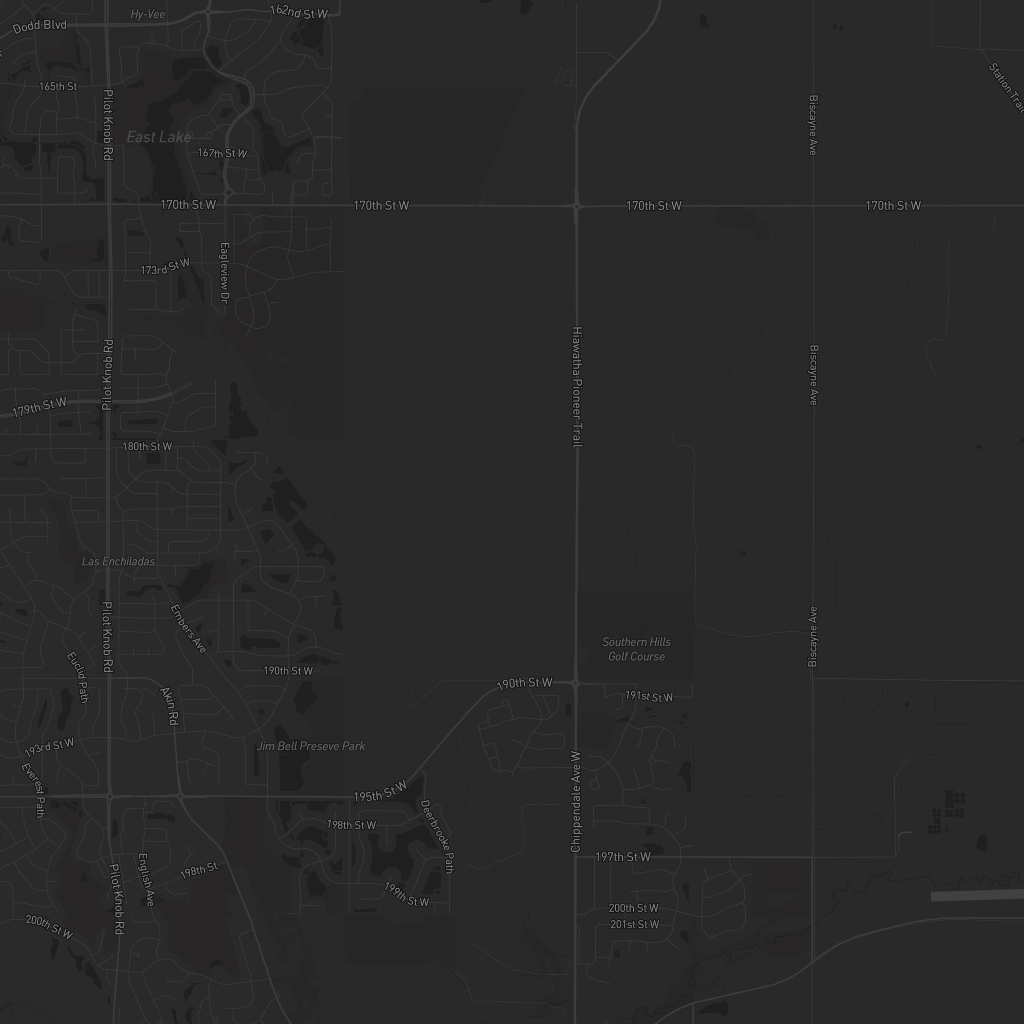 Hy-Vee
162nd St W
Dodd Blvd
Station Trail
165th St
Pilot Knob Rd
Biscayne Ave
East Lake
167th St W
170th St W
170th St W
170th St W
170th St W
173rd St W
Eagleview Dr
Pilot Knob Rd
Hiawatha Pioneer Trail
Biscayne Ave
179th St W
180th St W
Las Enchiladas
Pilot Knob Rd
Embers Ave
Biscayne Ave
Southern Hills
Golf Course
Euclid Path
190th St W
190th St W
191st St W
Akin Rd
193rd St W
Jim Bell Preseve Park
Everest Path
195th St W
Chippendale Ave W
Deerbrooke Path
198th St W
197th St W
Pilot Knob Rd
English Ave
198th St
199th St W
200th St W
200th St W
201st St W